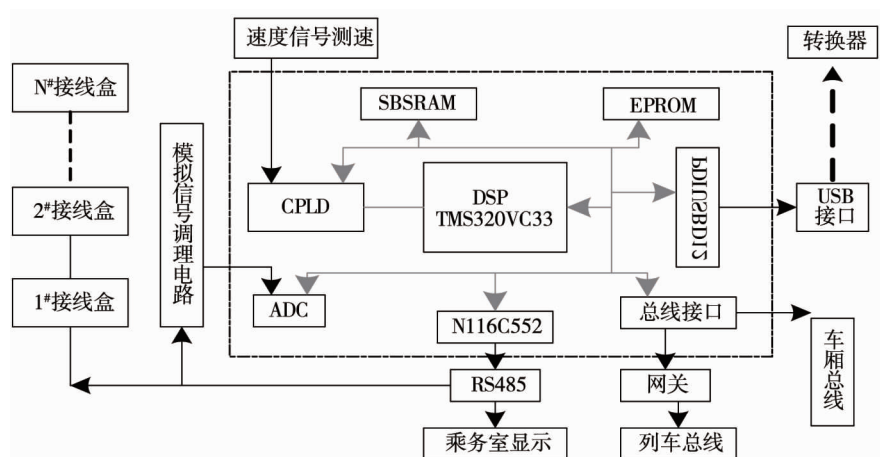 速度信号测速
转换器
N#接线盒
SBSRAM
EPROM
模拟信号调理电路
PDIUSBD12
2#接线盒
CPLD
DSP
TMS320VC33
USB
接口
1#接线盒
ADC
N116C552
总线接口
车厢总线
RS485
网关
乘务室显示
列车总线